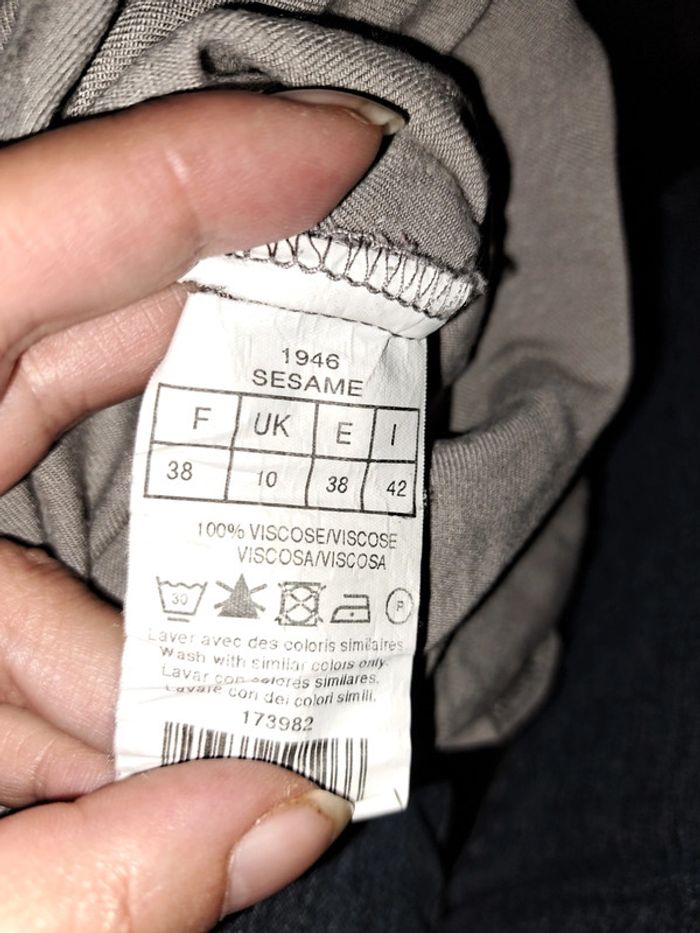 1946
SESAME
F UK E I
38 10 38 42
100% VISCOSE/VISCOSE
VISCOSA/VISCOSA
30 P
Laver avec des coloris similaires
Wash with similar colors only.
Lavar con colores similares.
Lavare con dei colori simili.
173982